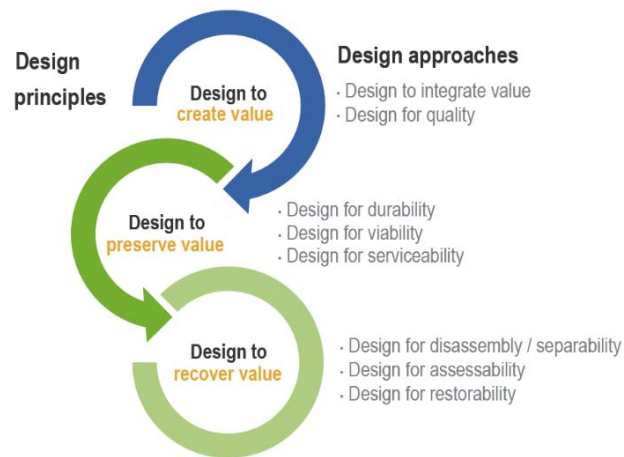 Design
principles
Design to
create value
Design approaches
· Design to integrate value
· Design for quality
Design to
preserve value
· Design for durability
· Design for viability
· Design for serviceability
Design to
recover value
· Design for disassembly / separability
· Design for assessability
· Design for restorability